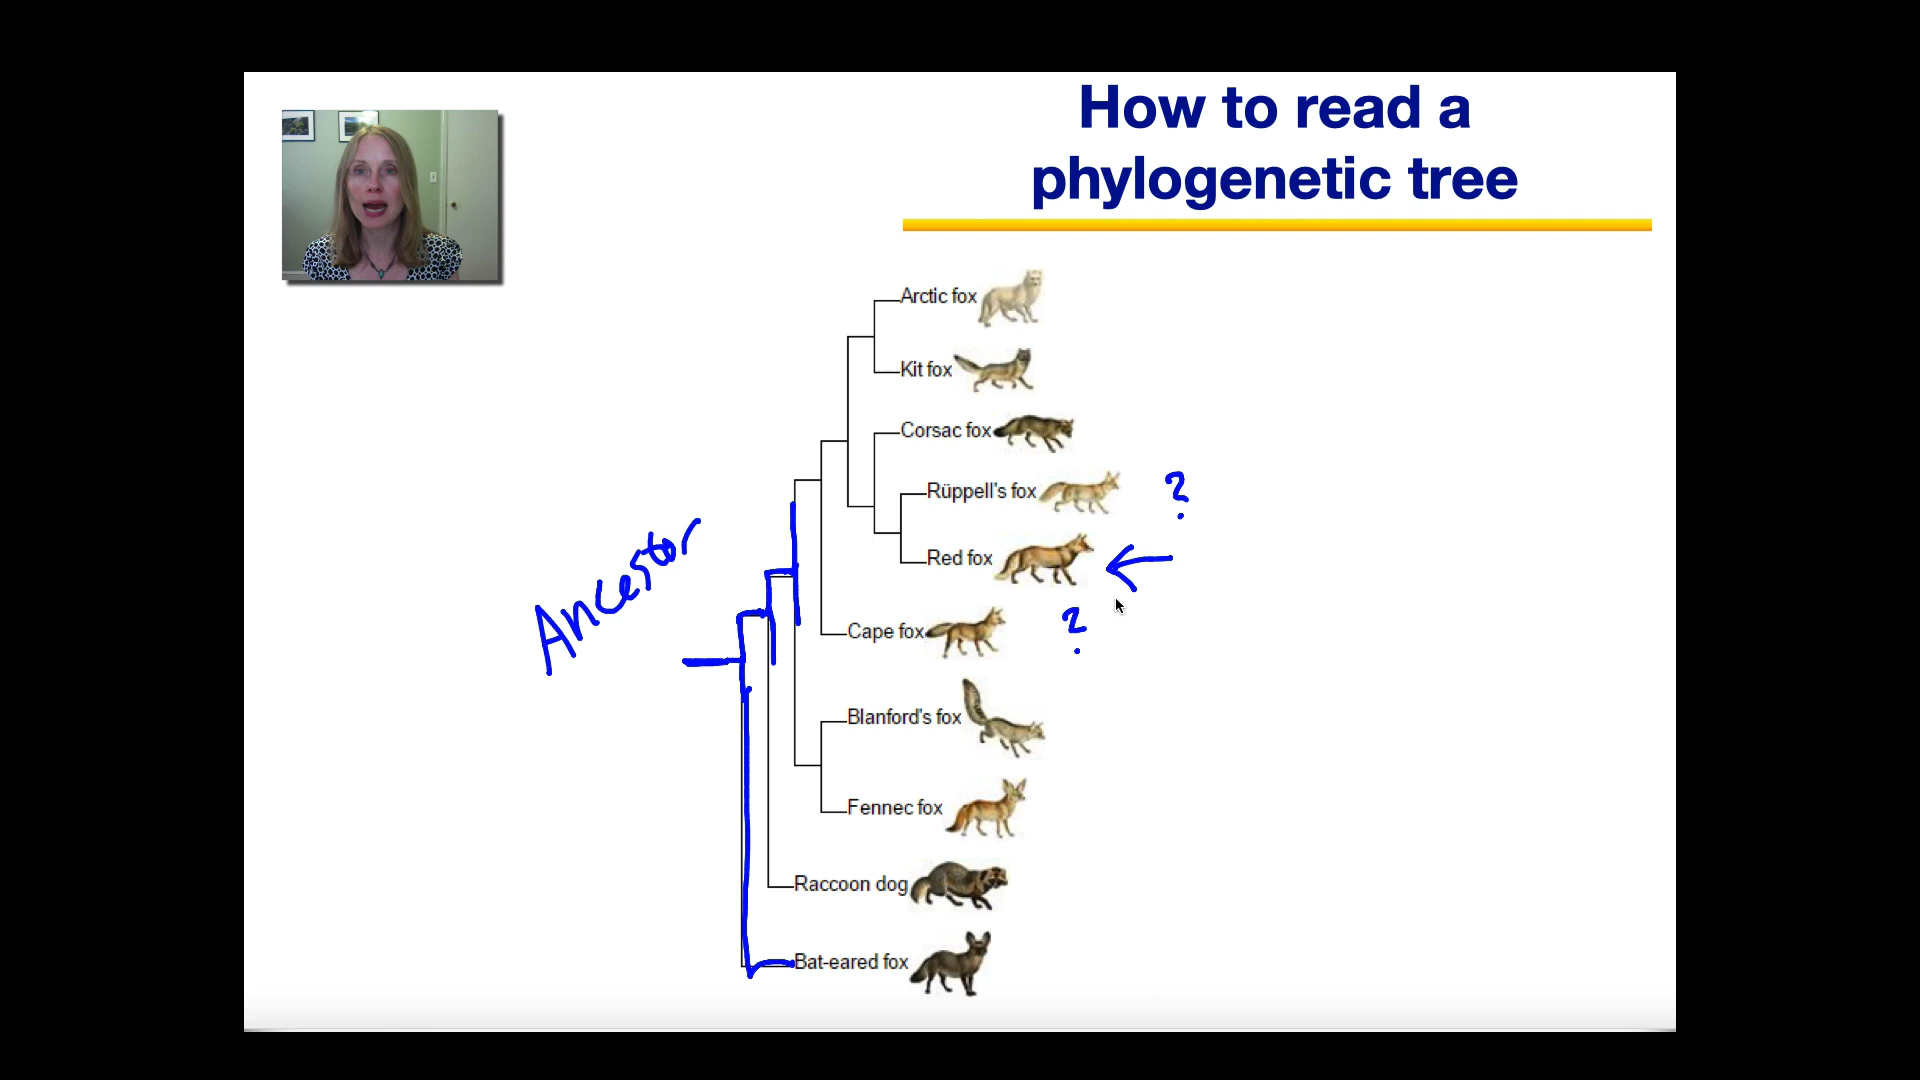 How to read a
phylogenetic tree
Arctic fox
Kit fox
Corsac fox
Rüppell's fox
?
Red fox
Ancestor
Cape fox
?
Blanford's fox
Fennec fox
Raccoon dog
Bat-eared fox